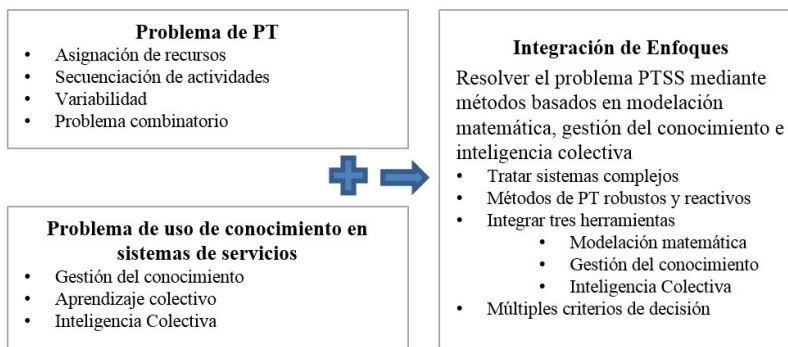 Problema de PT
• Asignación de recursos
• Secuenciación de actividades
• Variabilidad
• Problema combinatorio
Problema de uso de conocimiento en
sistemas de servicios
• Gestión del conocimiento
• Aprendizaje colectivo
• Inteligencia Colectiva
Integración de Enfoques
Resolver el problema PTSS mediante
métodos basados en modelación
matemática, gestión del conocimiento e
inteligencia colectiva
• Tratar sistemas complejos
• Métodos de PT robustos y reactivos
• Integrar tres herramientas
• Modelación matemática
• Gestión del conocimiento
• Inteligencia Colectiva
• Múltiples criterios de decisión